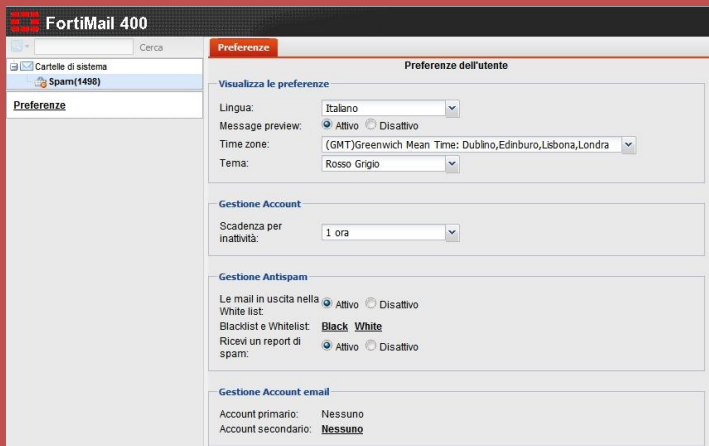 FortiMail 400
Cerca
Cartelle di sistema
Spam(1498)
Preferenze
Preferenze
Preferenze dell'utente
Visualizza le preferenze
Lingua: Italiano
Message preview: Attivo Disattivo
Time zone: (GMT)Greenwich Mean Time: Dublino,Edinburo,Lisbona,Londra
Tema: Rosso Grigio
Gestione Account
Scadenza per
inattività: 1 ora
Gestione Antispam
Le mail in uscita nella
White list: Attivo Disattivo
Blacklist e Whitelist: Black White
Ricevi un report di
spam: Attivo Disattivo
Gestione Account email
Account primario: Nessuno
Account secondario: Nessuno